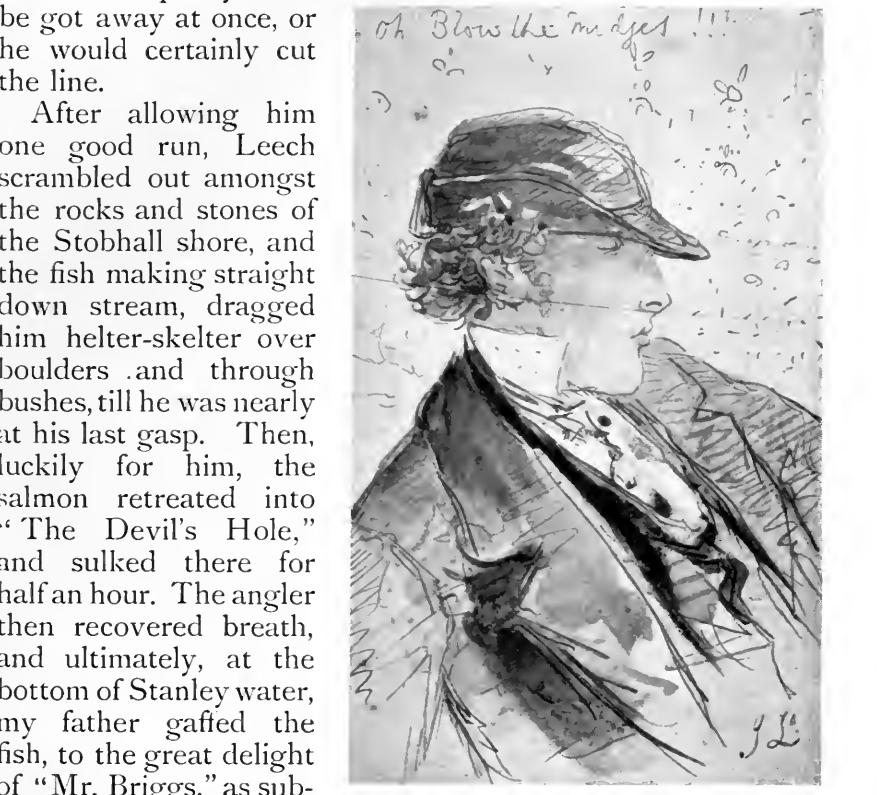 be got away at once, or
he would certainly cut
the line.
After allowing him
one good run, Leech
scrambled out amongst
the rocks and stones of
the Stobhall shore, and
the fish making straight
down stream, dragged
him helter-skelter over
boulders .and through
bushes, till he was nearly
at his last gasp. Then,
luckily for him, the
salmon retreated into
“ The Devil's Hole,”
and sulked there for
half an hour. The angler
then recovered breath,
and ultimately, at the
bottom of Stanley water,
my father gaffed the
fish, to the great delight
of “Mr. Briggs,” as sub-
Oh Blow the midges !!!
J L